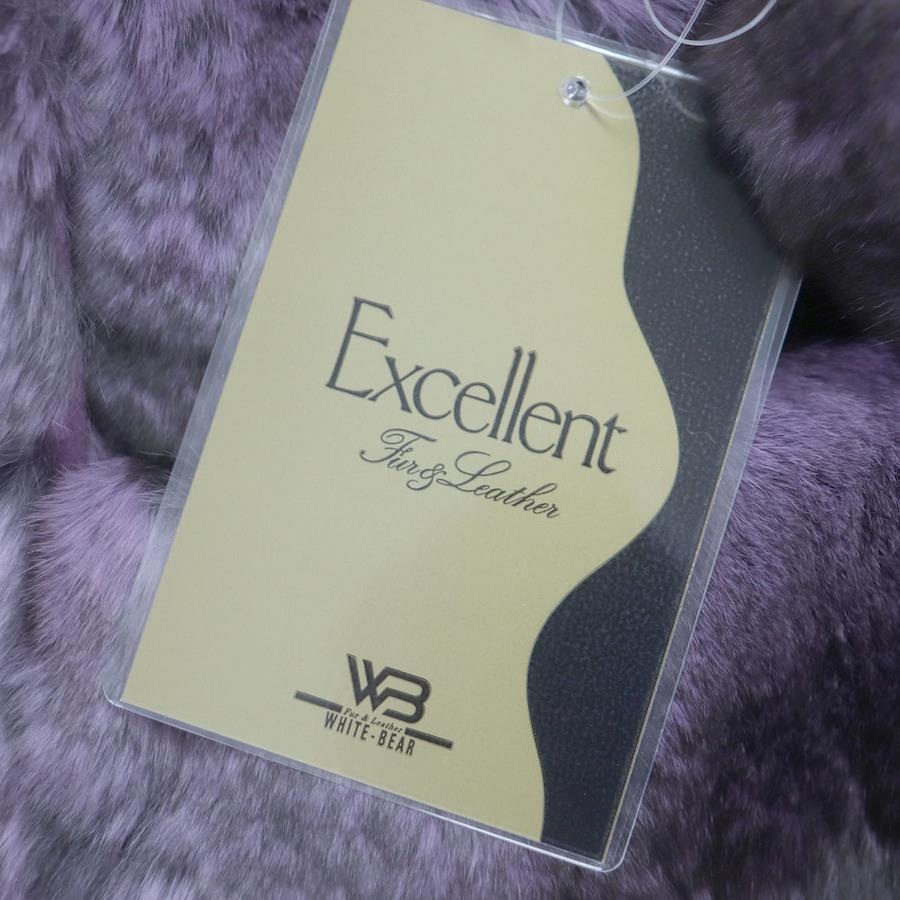 Excellent
Fur & Leather
WB
Fur & Leather
WHITE-BEAR